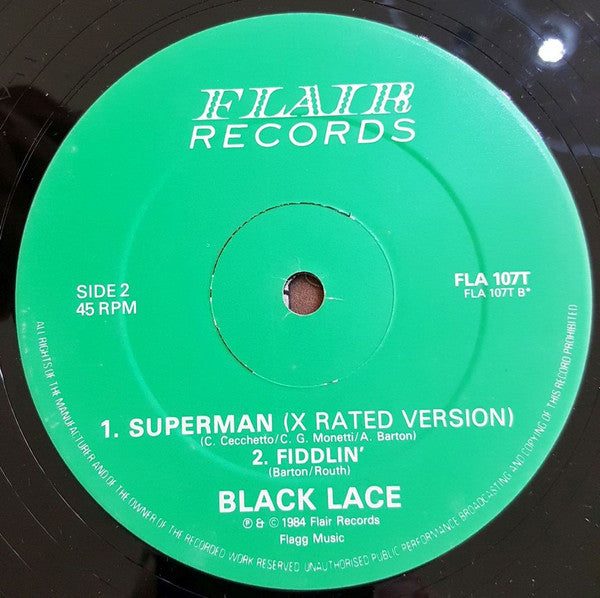 FLAIR
RECORDS
SIDE 2
45 RPM
FLA 107T
FLA 107T B*
1. SUPERMAN (X RATED VERSION)
(C. Cecchetto/C. G. Monetti/A. Barton)
2. FIDDLIN'
(Barton/Routh)
BLACK LACE
℗ & © 1984 Flair Records
Flagg Music
ALL RIGHTS OF THE MANUFACTURER AND OF THE OWNER OF THE RECORDED WORK RESERVED UNAUTHORISED PUBLIC PERFORMANCE BROADCASTING AND COPYING OF THIS RECORD PROHIBITED